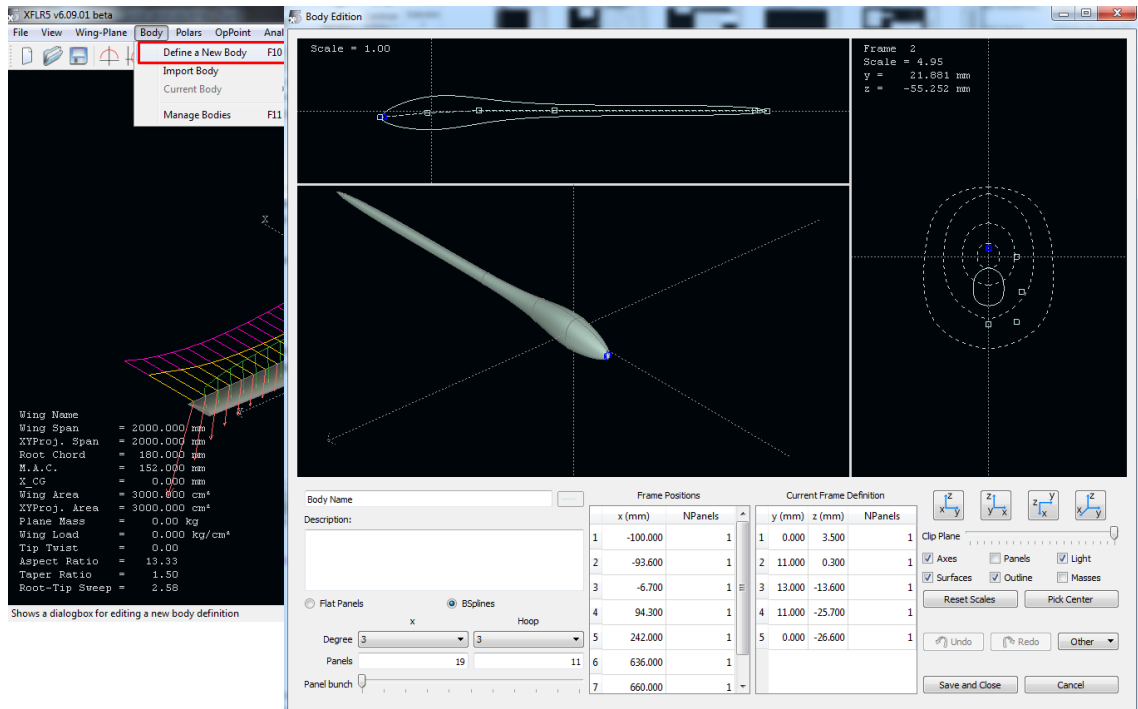 XFLR5 v6.09.01 beta
File View Wing-Plane Body Polars OpPoint Anal
Define a New Body F10
Import Body
Current Body
Manage Bodies F11
X
Wing Name
Wing Span = 2000.000 mm
XYProj. Span = 2000.000 mm
Root Chord = 180.000 mm
M.A.C. = 152.000 mm
X_CG = 0.000 mm
Wing Area = 3000.000 cm²
XYProj. Area = 3000.000 cm²
Plane Mass = 0.00 kg
Wing Load = 0.000 kg/cm²
Tip Twist = 0.00
Aspect Ratio = 13.33
Taper Ratio = 1.50
Root-Tip Sweep = 2.58
Shows a dialogbox for editing a new body definition
Body Edition
Scale = 1.00
Frame 2
Scale = 4.95
y = 21.881 mm
z = -55.252 mm
Body Name
Description:
Flat Panels BSplines
x Hoop
Degree 3 3
Panels 19 11
Panel bunch
Frame Positions
x (mm) NPanels
1 -100.000 1
2 -93.600 1
3 -6.700 1
4 94.300 1
5 242.000 1
6 636.000 1
7 660.000 1
Current Frame Definition
y (mm) z (mm) NPanels
1 0.000 3.500 1
2 11.000 0.300 1
3 13.000 -13.600 1
4 11.000 -25.700 1
5 0.000 -26.600 1
z x y
z y x
z y x
z x y
Clip Plane
Axes Panels Light
Surfaces Outline Masses
Reset Scales Pick Center
Undo Redo Other
Save and Close Cancel